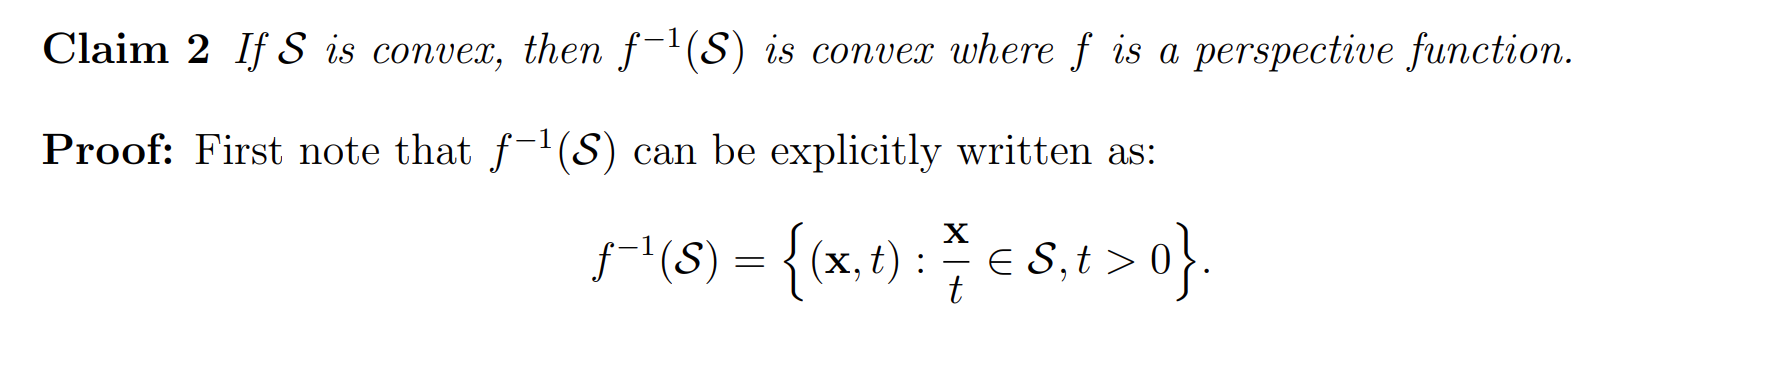 Claim 2 If 𝒮 is convex, then f⁻¹(𝒮) is convex where f is a perspective function.
Proof: First note that f⁻¹(𝒮) can be explicitly written as:
f⁻¹(𝒮) = {(𝐱, t) : 𝐱/t ∈ 𝒮, t > 0}.